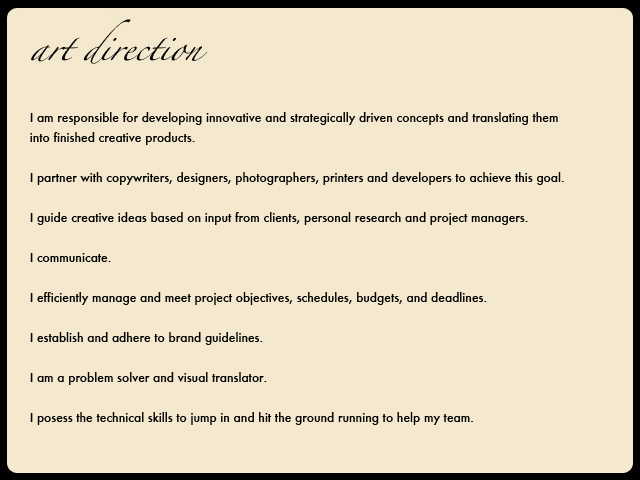 art direction
I am responsible for developing innovative and strategically driven concepts and translating them
into finished creative products.
I partner with copywriters, designers, photographers, printers and developers to achieve this goal.
I guide creative ideas based on input from clients, personal research and project managers.
I communicate.
I efficiently manage and meet project objectives, schedules, budgets, and deadlines.
I establish and adhere to brand guidelines.
I am a problem solver and visual translator.
I posess the technical skills to jump in and hit the ground running to help my team.